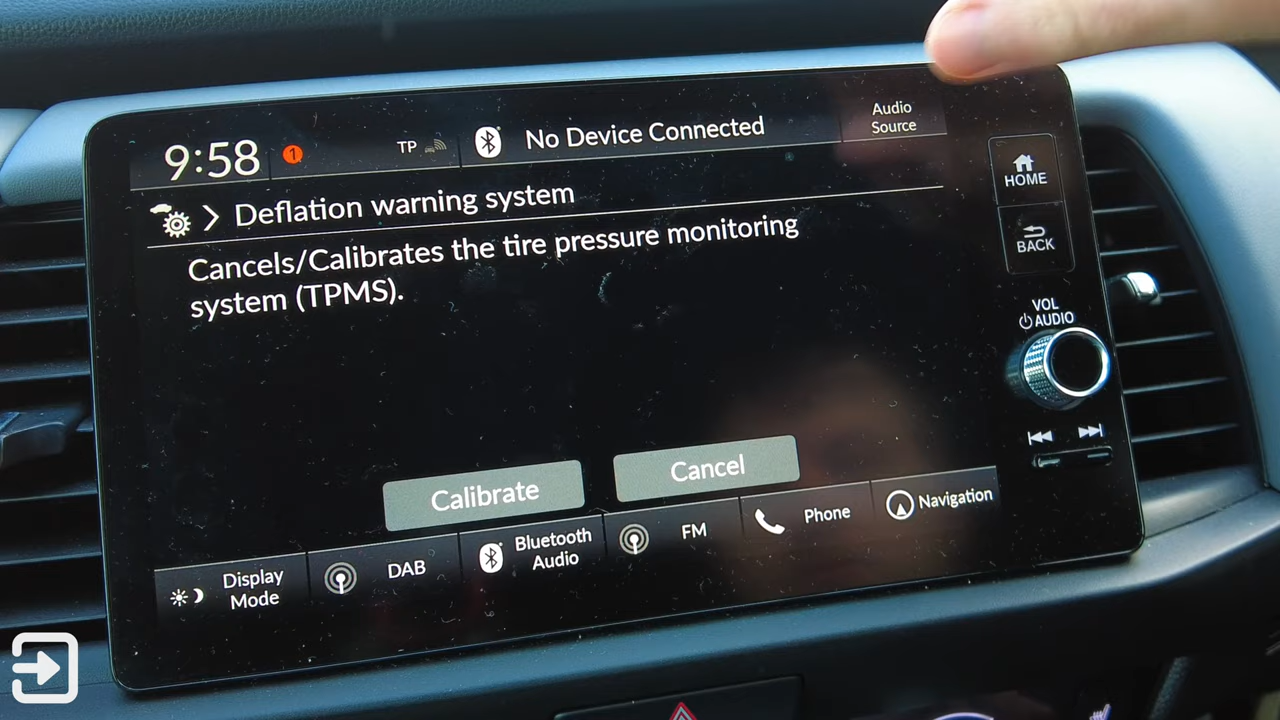 9:58
1
TP
No Device Connected
Audio
Source
Deflation warning system
Cancels/Calibrates the tire pressure monitoring
system (TPMS).
HOME
BACK
VOL
AUDIO
Calibrate
Cancel
Display
Mode
DAB
Bluetooth
Audio
FM
Phone
Navigation